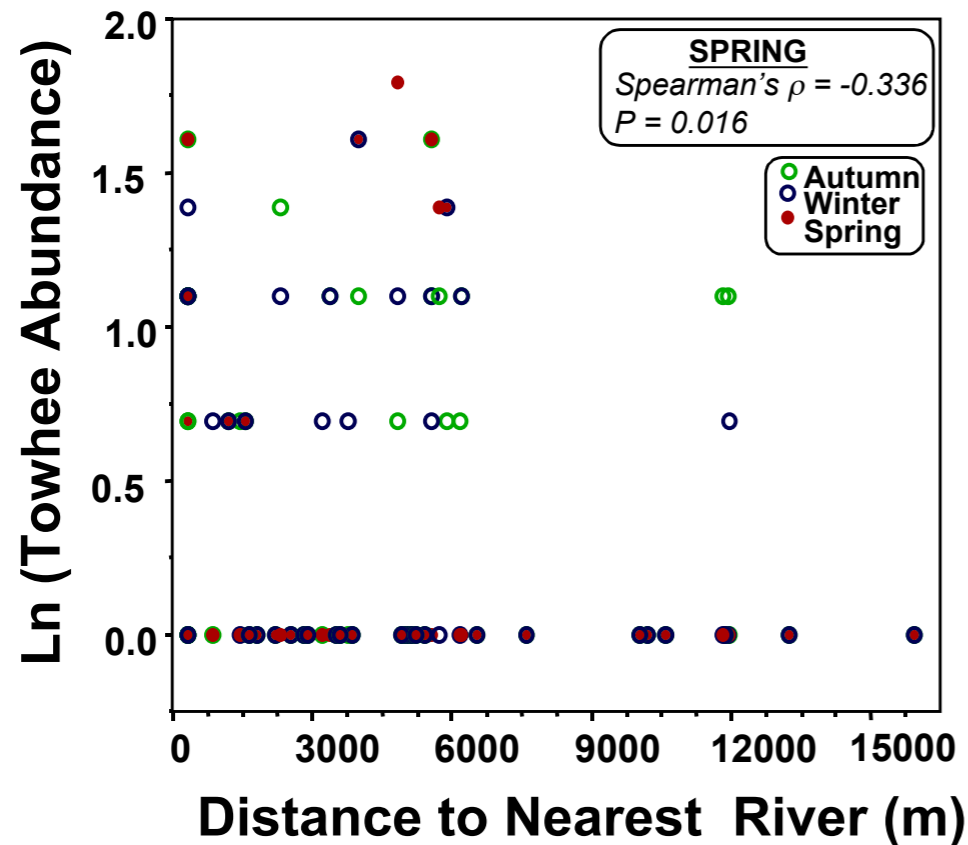 2.0
1.5
1.0
0.5
0.0
Ln (Towhee Abundance)
SPRING
Spearman's ρ = -0.336
P = 0.016
Autumn
Winter
Spring
0 3000 6000 9000 12000 15000
Distance to Nearest River (m)